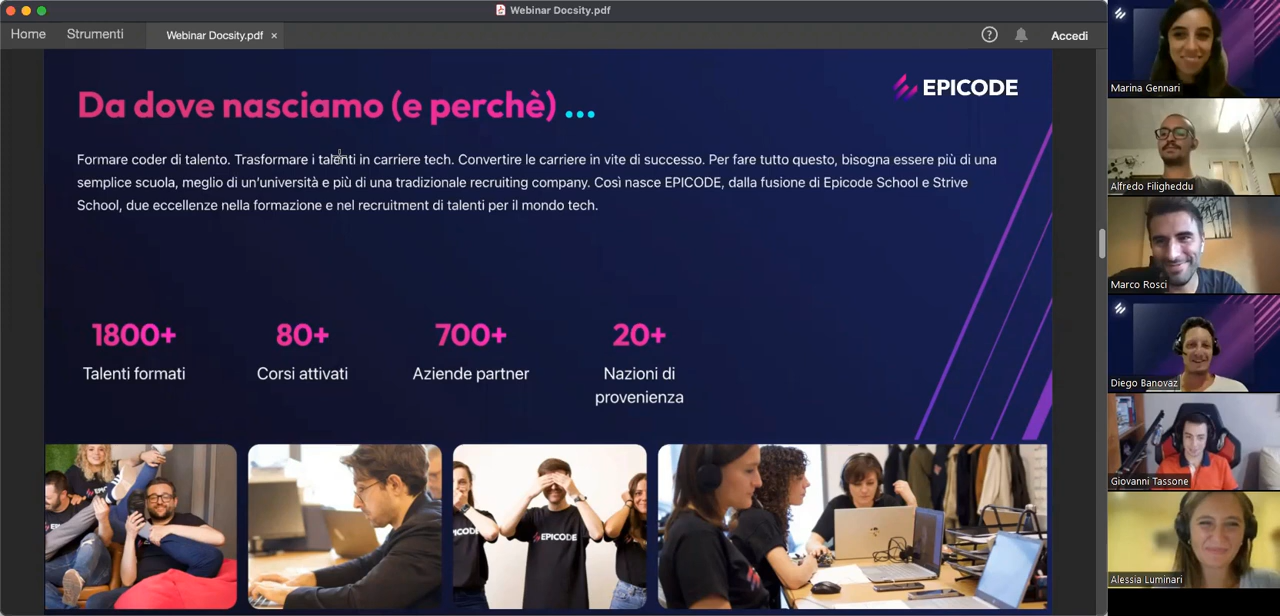 Webinar Docsity.pdf
Home Strumenti Webinar Docsity.pdf × ? Accedi
Da dove nasciamo (e perchè) ...
EPICODE
Formare coder di talento. Trasformare i talenti in carriere tech. Convertire le carriere in vite di successo. Per fare tutto questo, bisogna essere più di una
semplice scuola, meglio di un'università e più di una tradizionale recruiting company. Così nasce EPICODE, dalla fusione di Epicode School e Strive
School, due eccellenze nella formazione e nel recruitment di talenti per il mondo tech.
1800+ 80+ 700+ 20+
Talenti formati Corsi attivati Aziende partner Nazioni di
provenienza
EPICODE
Marina Gennari
Alfredo Filigheddu
Marco Rosci
Diego Banovaz
Giovanni Tassone
Alessia Luminari